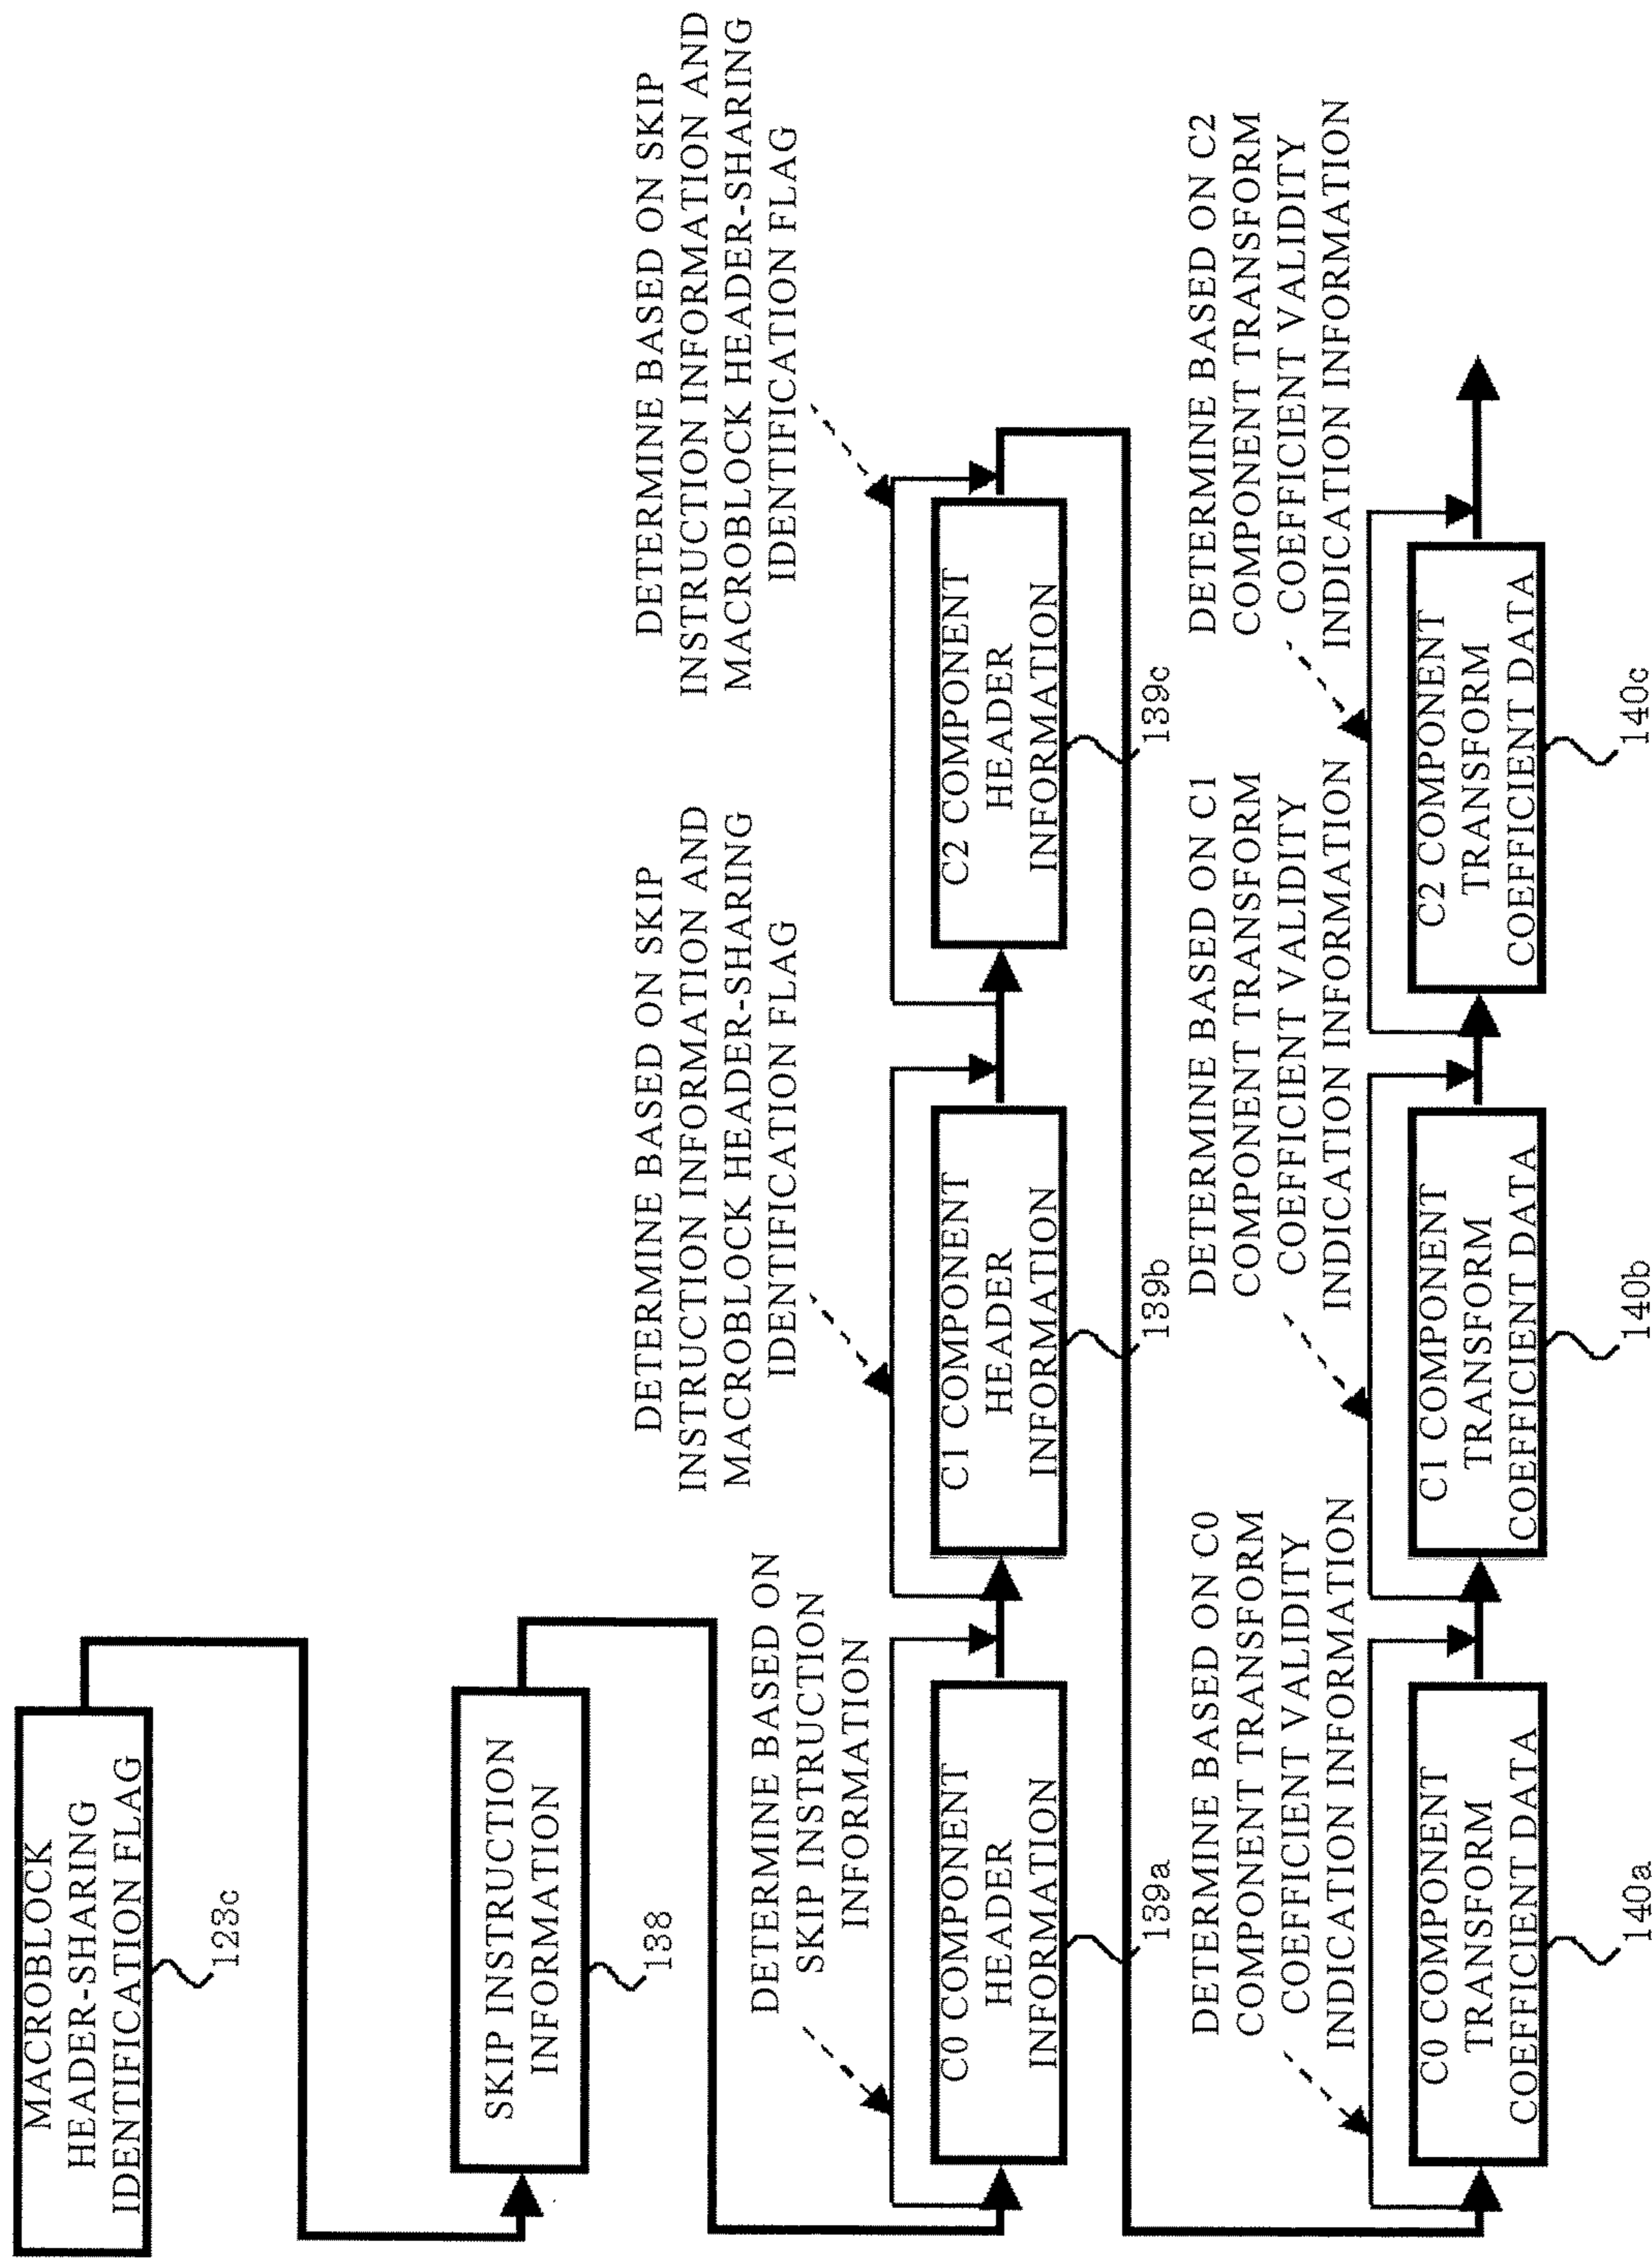 MACROBLOCK
HEADER-SHARING
IDENTIFICATION FLAG
123c
SKIP INSTRUCTION
INFORMATION
138
DETERMINE BASED ON
SKIP INSTRUCTION
INFORMATION
DETERMINE BASED ON SKIP
INSTRUCTION INFORMATION AND
MACROBLOCK HEADER-SHARING
IDENTIFICATION FLAG
DETERMINE BASED ON SKIP
INSTRUCTION INFORMATION AND
MACROBLOCK HEADER-SHARING
IDENTIFICATION FLAG
C0 COMPONENT
HEADER
INFORMATION
139a
C1 COMPONENT
HEADER
INFORMATION
139b
C2 COMPONENT
HEADER
INFORMATION
139c
DETERMINE BASED ON C0
COMPONENT TRANSFORM
COEFFICIENT VALIDITY
INDICATION INFORMATION
DETERMINE BASED ON C1
COMPONENT TRANSFORM
COEFFICIENT VALIDITY
INDICATION INFORMATION
DETERMINE BASED ON C2
COMPONENT TRANSFORM
COEFFICIENT VALIDITY
INDICATION INFORMATION
C0 COMPONENT
TRANSFORM
COEFFICIENT DATA
140a
C1 COMPONENT
TRANSFORM
COEFFICIENT DATA
140b
C2 COMPONENT
TRANSFORM
COEFFICIENT DATA
140c